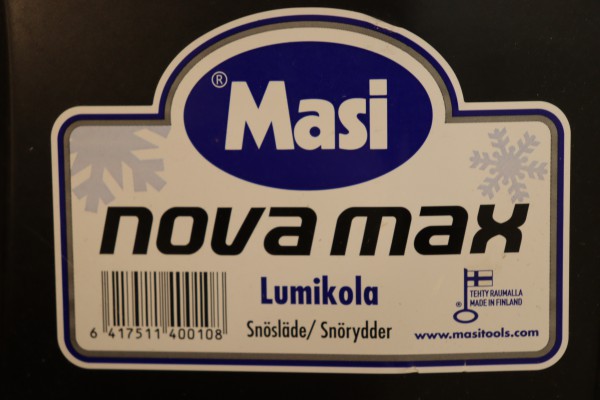 ® Masi
nova max
Lumikola
Snösläde/ Snörydder
6 417511 400108
TEHTY RAUMALLA
MADE IN FINLAND
®
www.masitools.com